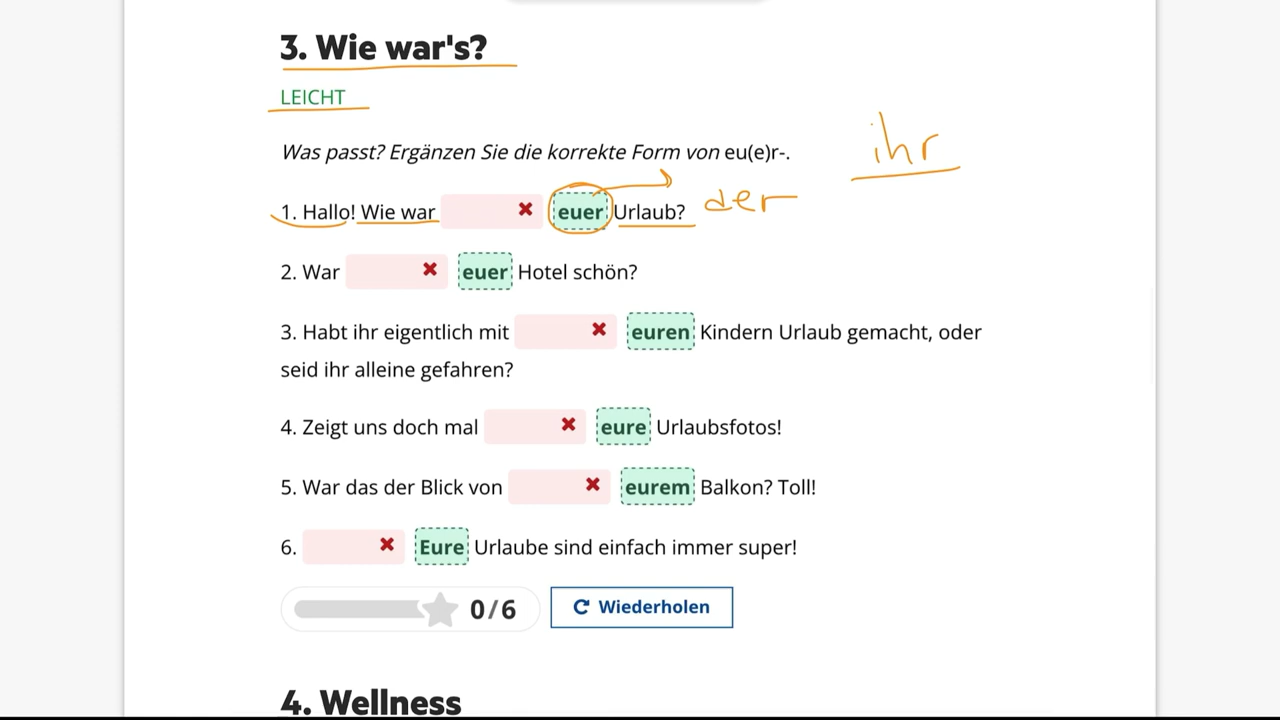 3. Wie war's?
LEICHT
ihr
Was passt? Ergänzen Sie die korrekte Form von eu(e)r-.
1. Hallo! Wie war euer Urlaub? der
2. War euer Hotel schön?
3. Habt ihr eigentlich mit euren Kindern Urlaub gemacht, oder
seid ihr alleine gefahren?
4. Zeigt uns doch mal eure Urlaubsfotos!
5. War das der Blick von eurem Balkon? Toll!
6. Eure Urlaube sind einfach immer super!
0/6 Wiederholen
4. Wellness